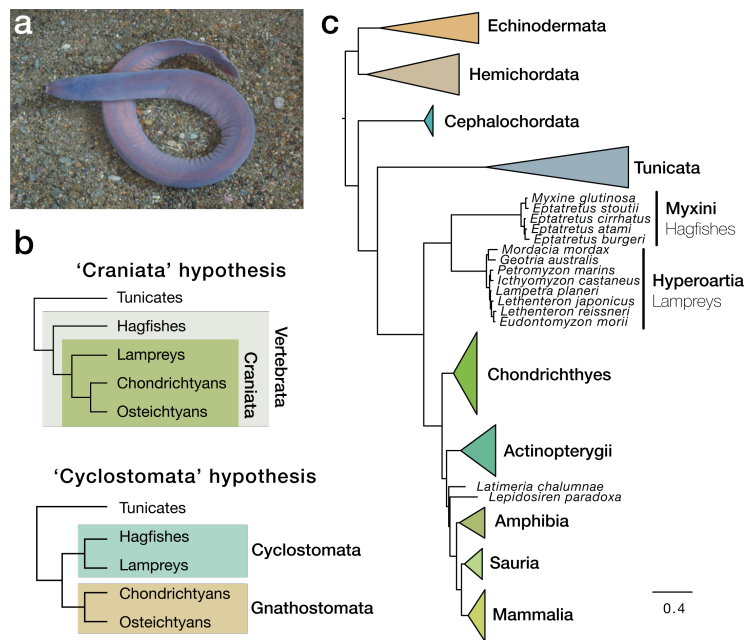 a
b
'Craniata' hypothesis
Tunicates
Hagfishes
Lampreys
Chondrichtyans
Osteichtyans
Craniata
Vertebrata
'Cyclostomata' hypothesis
Tunicates
Hagfishes
Lampreys
Cyclostomata
Chondrichtyans
Osteichtyans
Gnathostomata
c
Echinodermata
Hemichordata
Cephalochordata
Tunicata
Myxine glutinosa
Eptatretus stoutii
Eptatretus cirrhatus
Eptatretus atami
Eptatretus burgeri
Myxini
Hagfishes
Mordacia mordax
Geotria australis
Petromyzon marins
Icthyomyzon castaneus
Lampetra planeri
Lethenteron japonicus
Lethenteron reissneri
Eudontomyzon morii
Hyperoartia
Lampreys
Chondrichthyes
Actinopterygii
Latimeria chalumnae
Lepidosiren paradoxa
Amphibia
Sauria
Mammalia
0.4